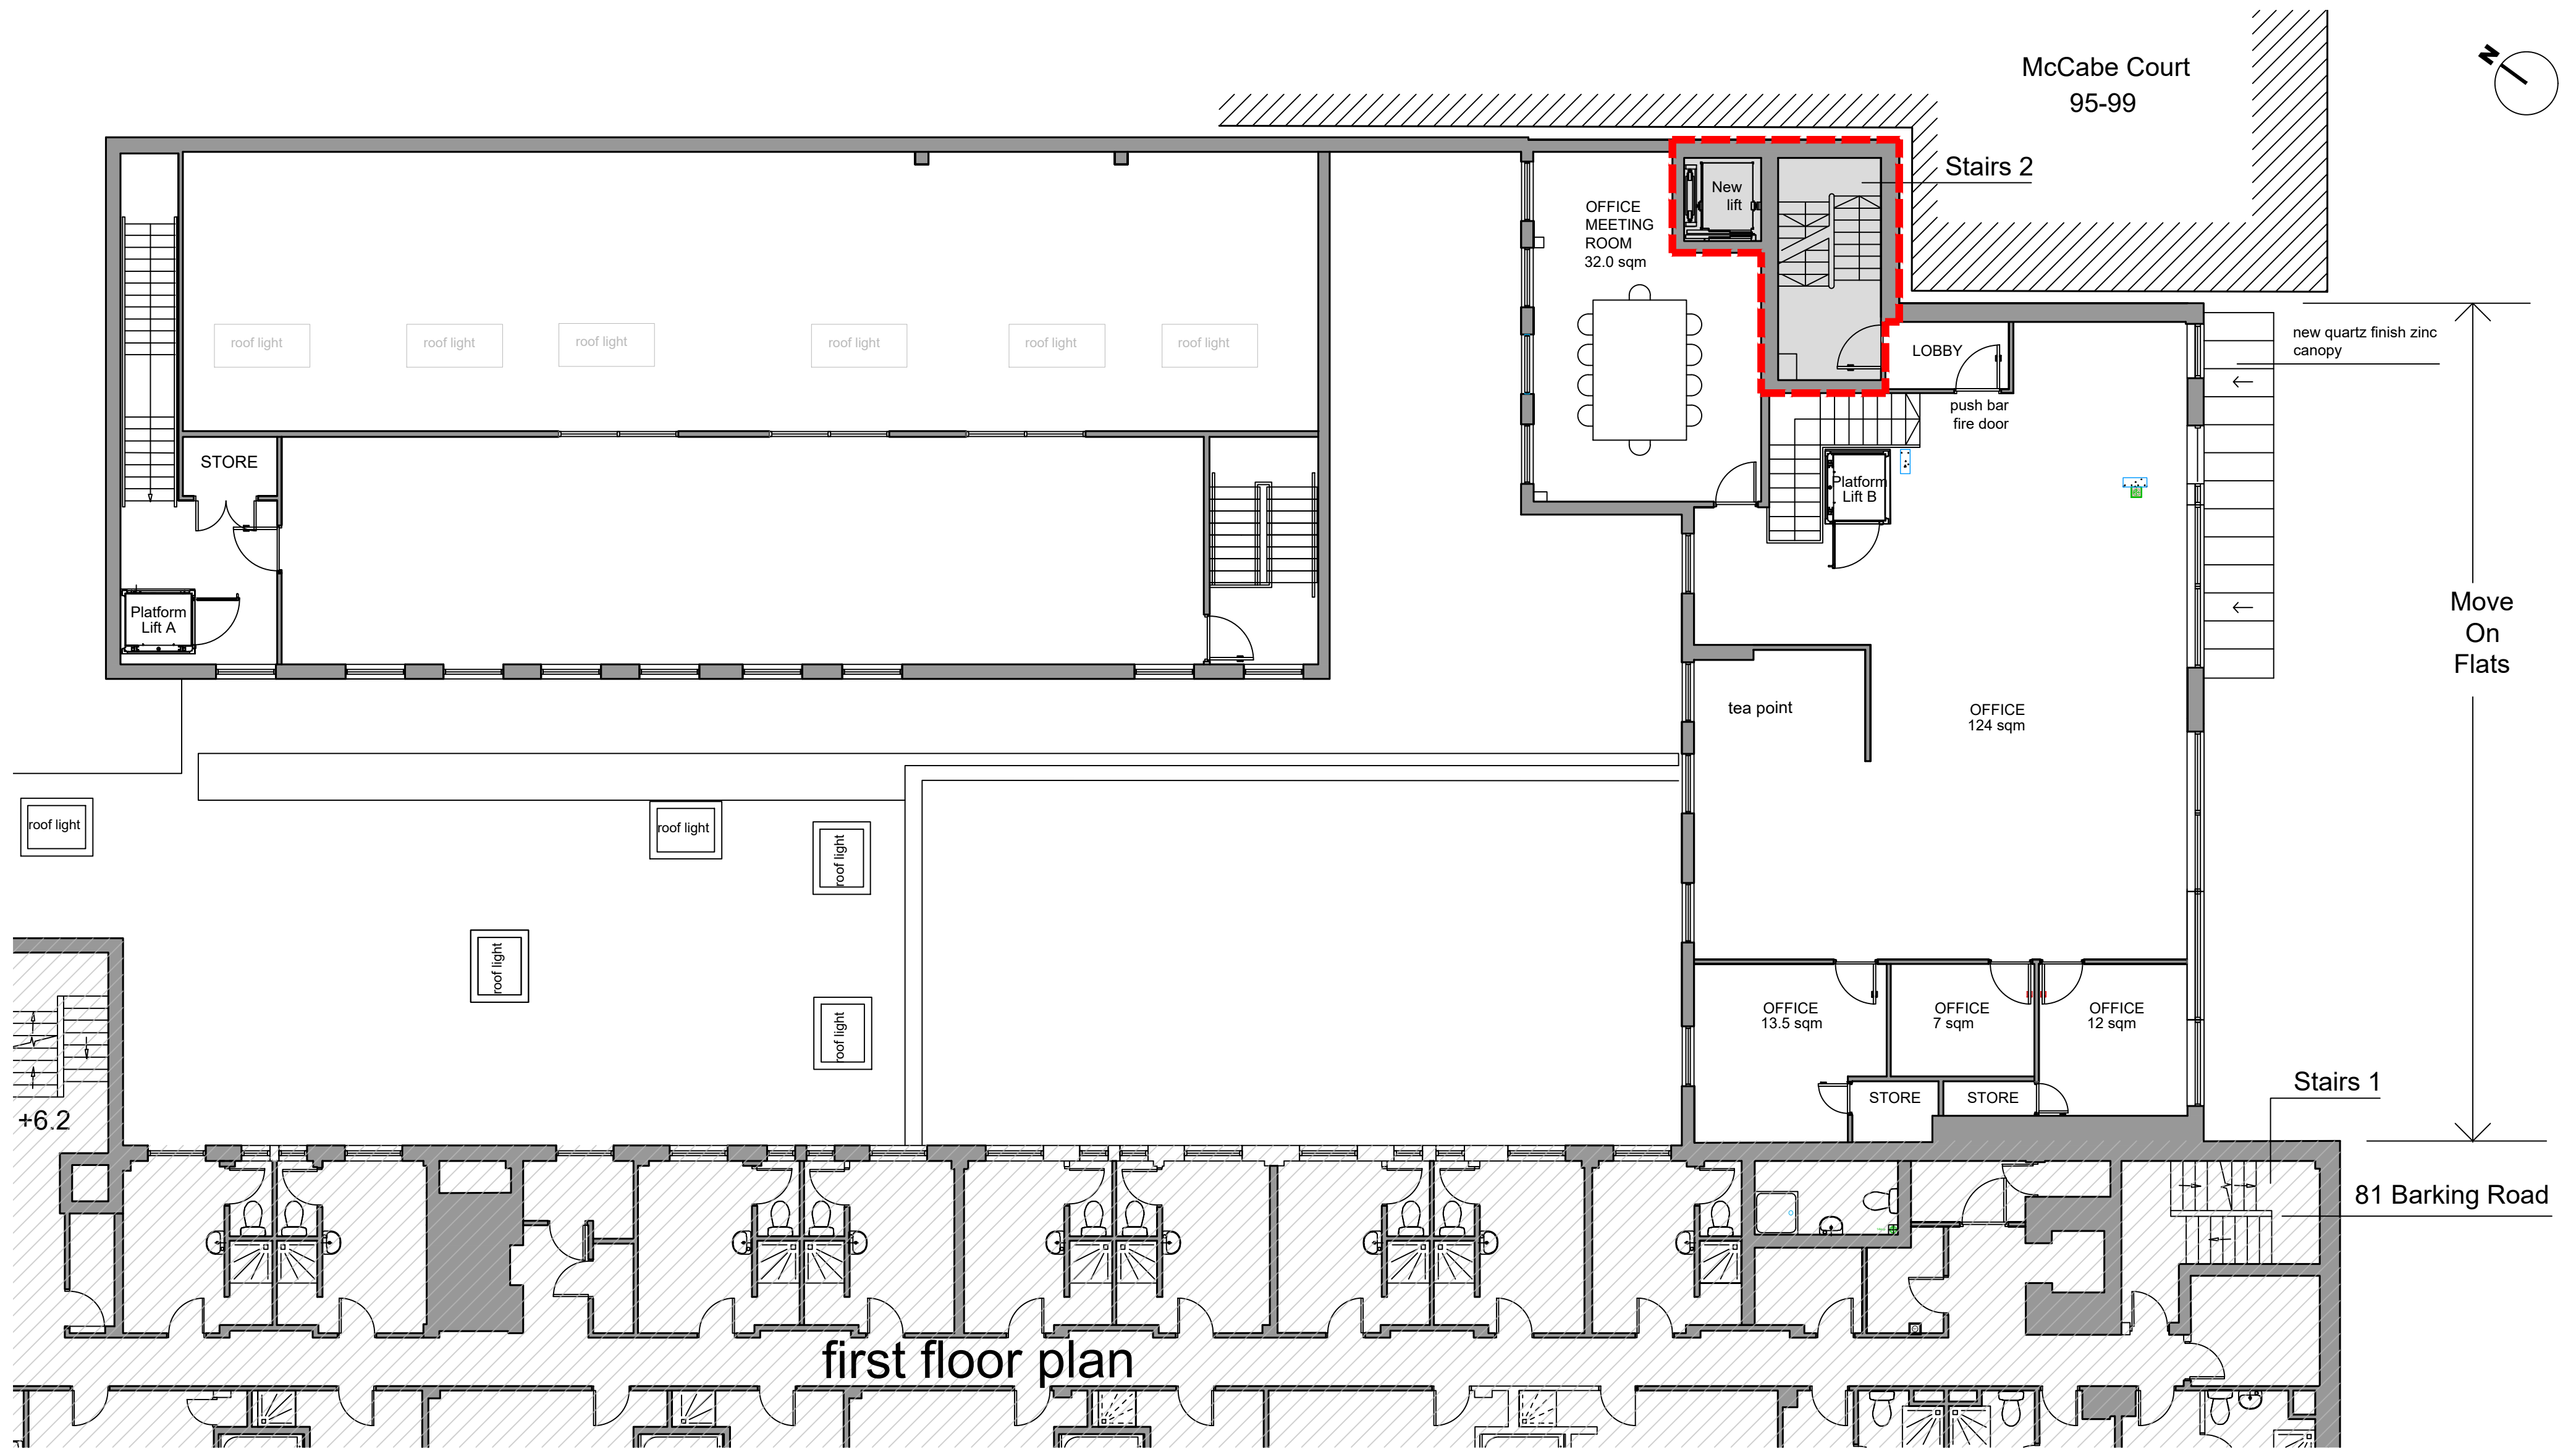 McCabe Court
95-99
N
Stairs 2
New
lift
OFFICE
MEETING
ROOM
32.0 sqm
roof light
roof light
roof light
roof light
roof light
roof light
LOBBY
new quartz finish zinc
canopy
push bar
fire door
STORE
Platform
Lift B
Platform
Lift A
Move
On
Flats
tea point
OFFICE
124 sqm
roof light
roof light
roof light
roof light
roof light
OFFICE
13.5 sqm
OFFICE
7 sqm
OFFICE
12 sqm
STORE
STORE
Stairs 1
+6.2
81 Barking Road
first floor plan